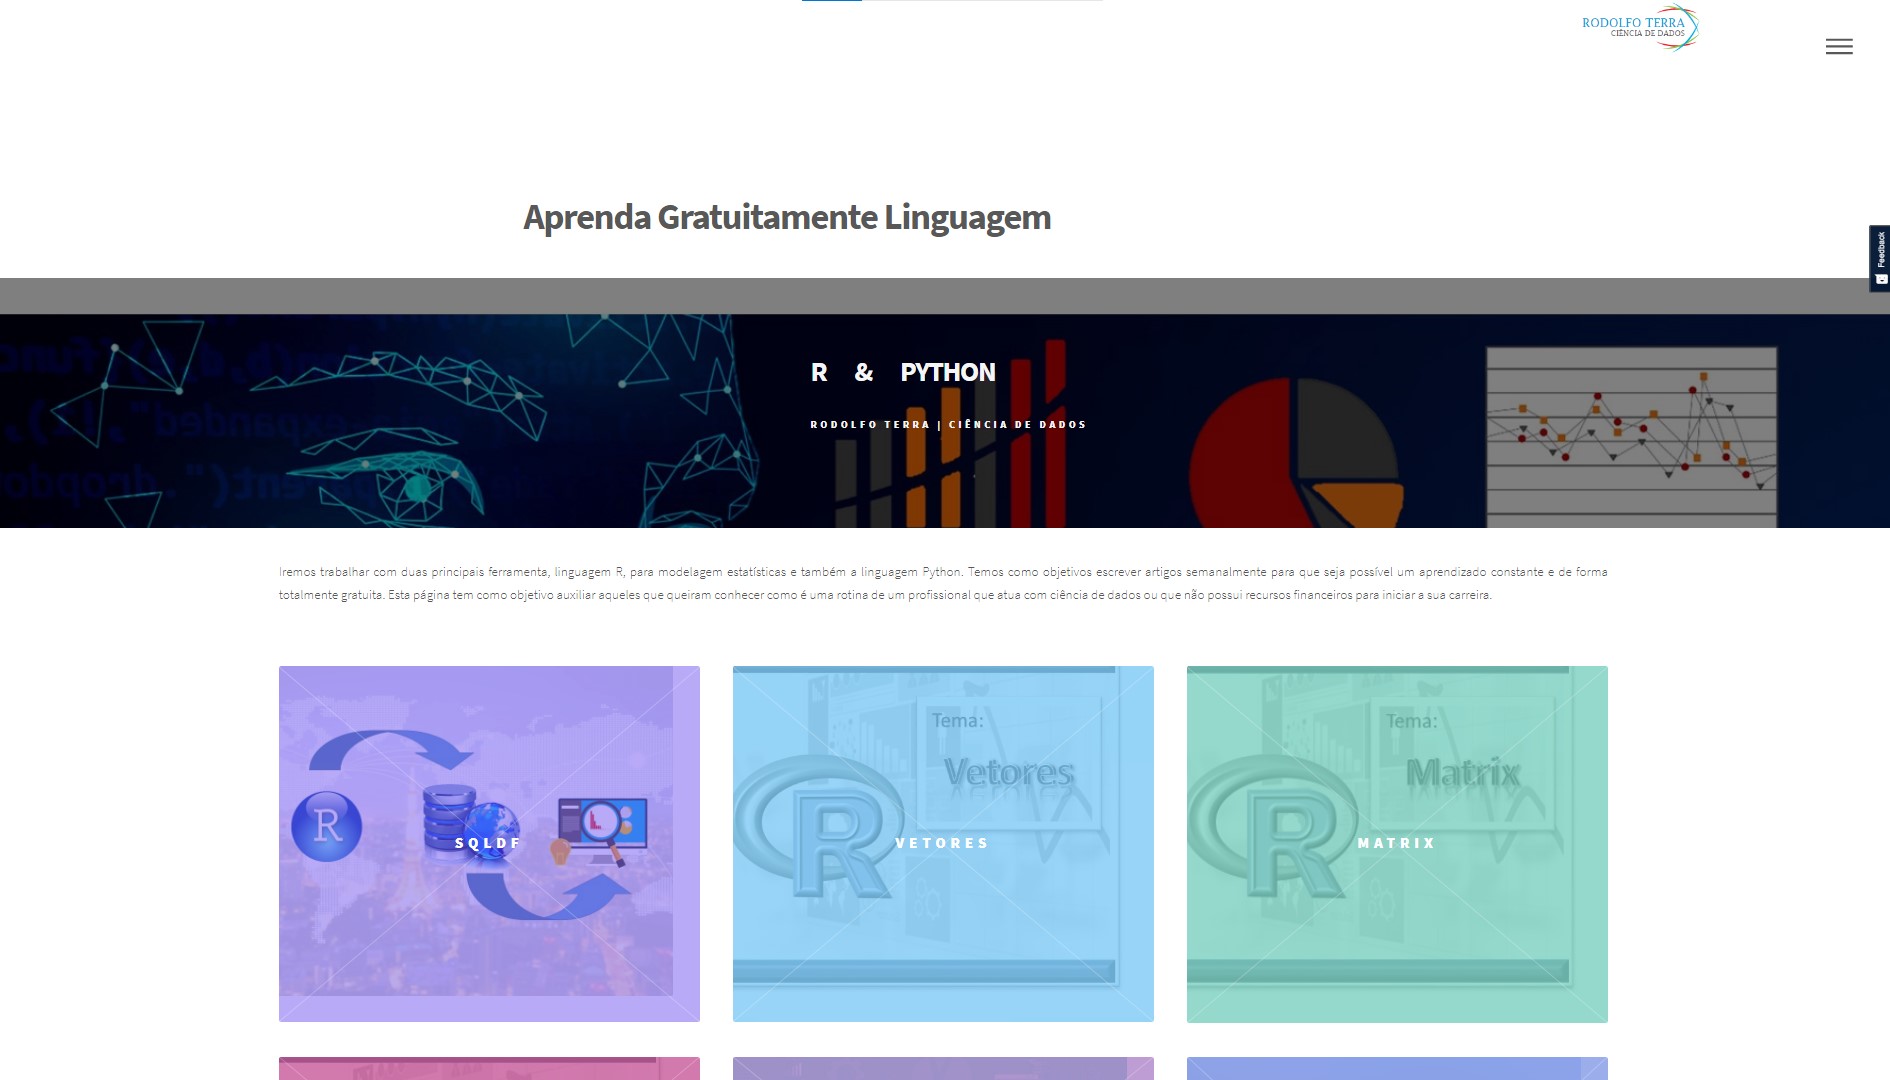 RODOLFO TERRA
CIÊNCIA DE DADOS
Aprenda Gratuitamente Linguagem
Feedback
R & PYTHON
RODOLFO TERRA | CIÊNCIA DE DADOS
Iremos trabalhar com duas principais ferramenta, linguagem R, para modelagem estatísticas e também a linguagem Python. Temos como objetivos escrever artigos semanalmente para que seja possível um aprendizado constante e de forma
totalmente gratuita. Esta página tem como objetivo auxiliar aqueles que queiram conhecer como é uma rotina de um profissional que atua com ciência de dados ou que não possui recursos financeiros para iniciar a sua carreira.
R
SQLDF
Tema:
Vetores
R
VETORES
Tema:
Matrix
R
MATRIX